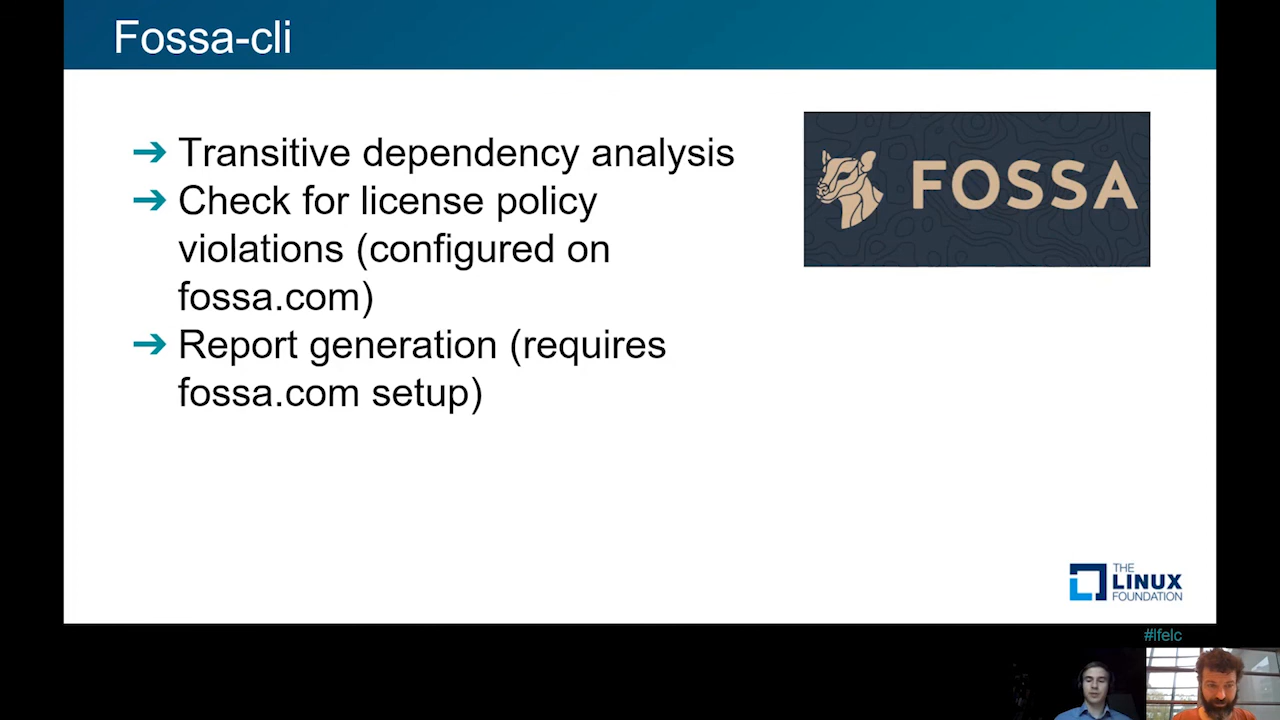 Fossa-cli
➔ Transitive dependency analysis
➔ Check for license policy
violations (configured on
fossa.com)
➔ Report generation (requires
fossa.com setup)
FOSSA
THE
LINUX
FOUNDATION
#lfelc